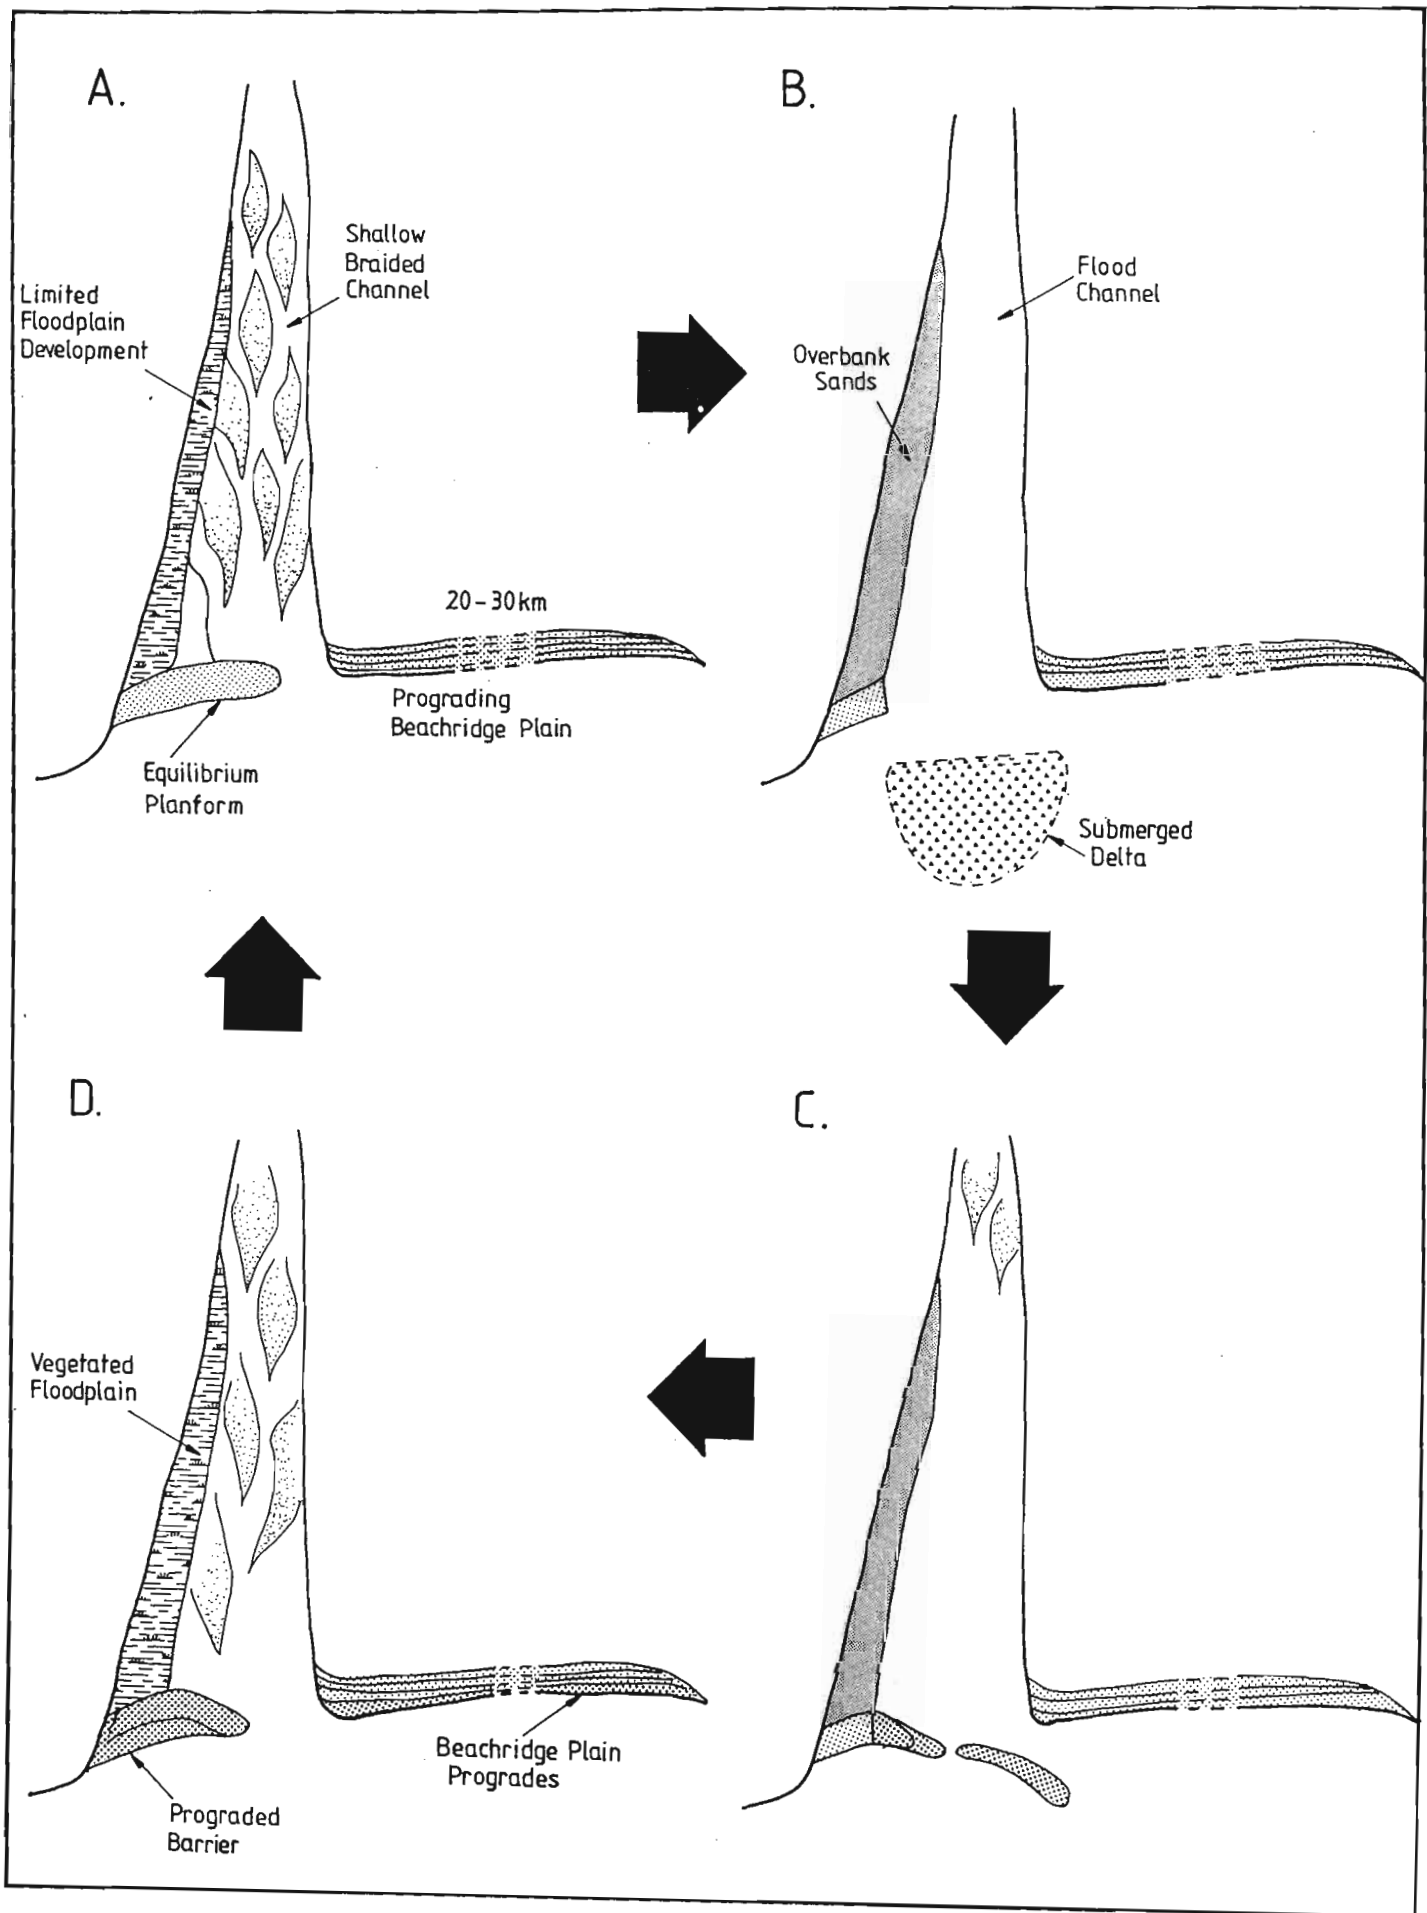 A.
Shallow
Braided
Channel
Limited
Floodplain
Development
20-30km
Prograding
Beachridge Plain
Equilibrium
Planform
B.
Flood
Channel
Overbank
Sands
Submerged
Delta
D.
Vegetated
Floodplain
Beachridge Plain
Progrades
Prograded
Barrier
C.